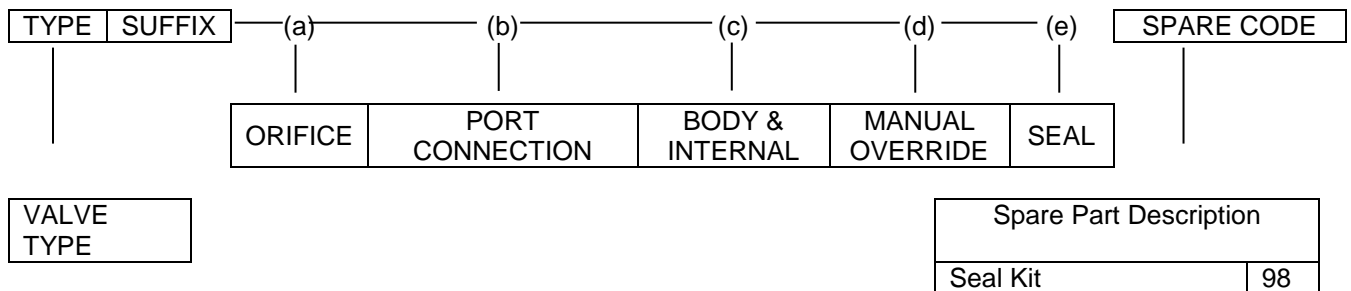 TYPE SUFFIX (a) (b) (c) (d) (e) SPARE CODE
ORIFICE PORT CONNECTION BODY & INTERNAL MANUAL OVERRIDE SEAL
VALVE TYPE
Spare Part Description
Seal Kit 98